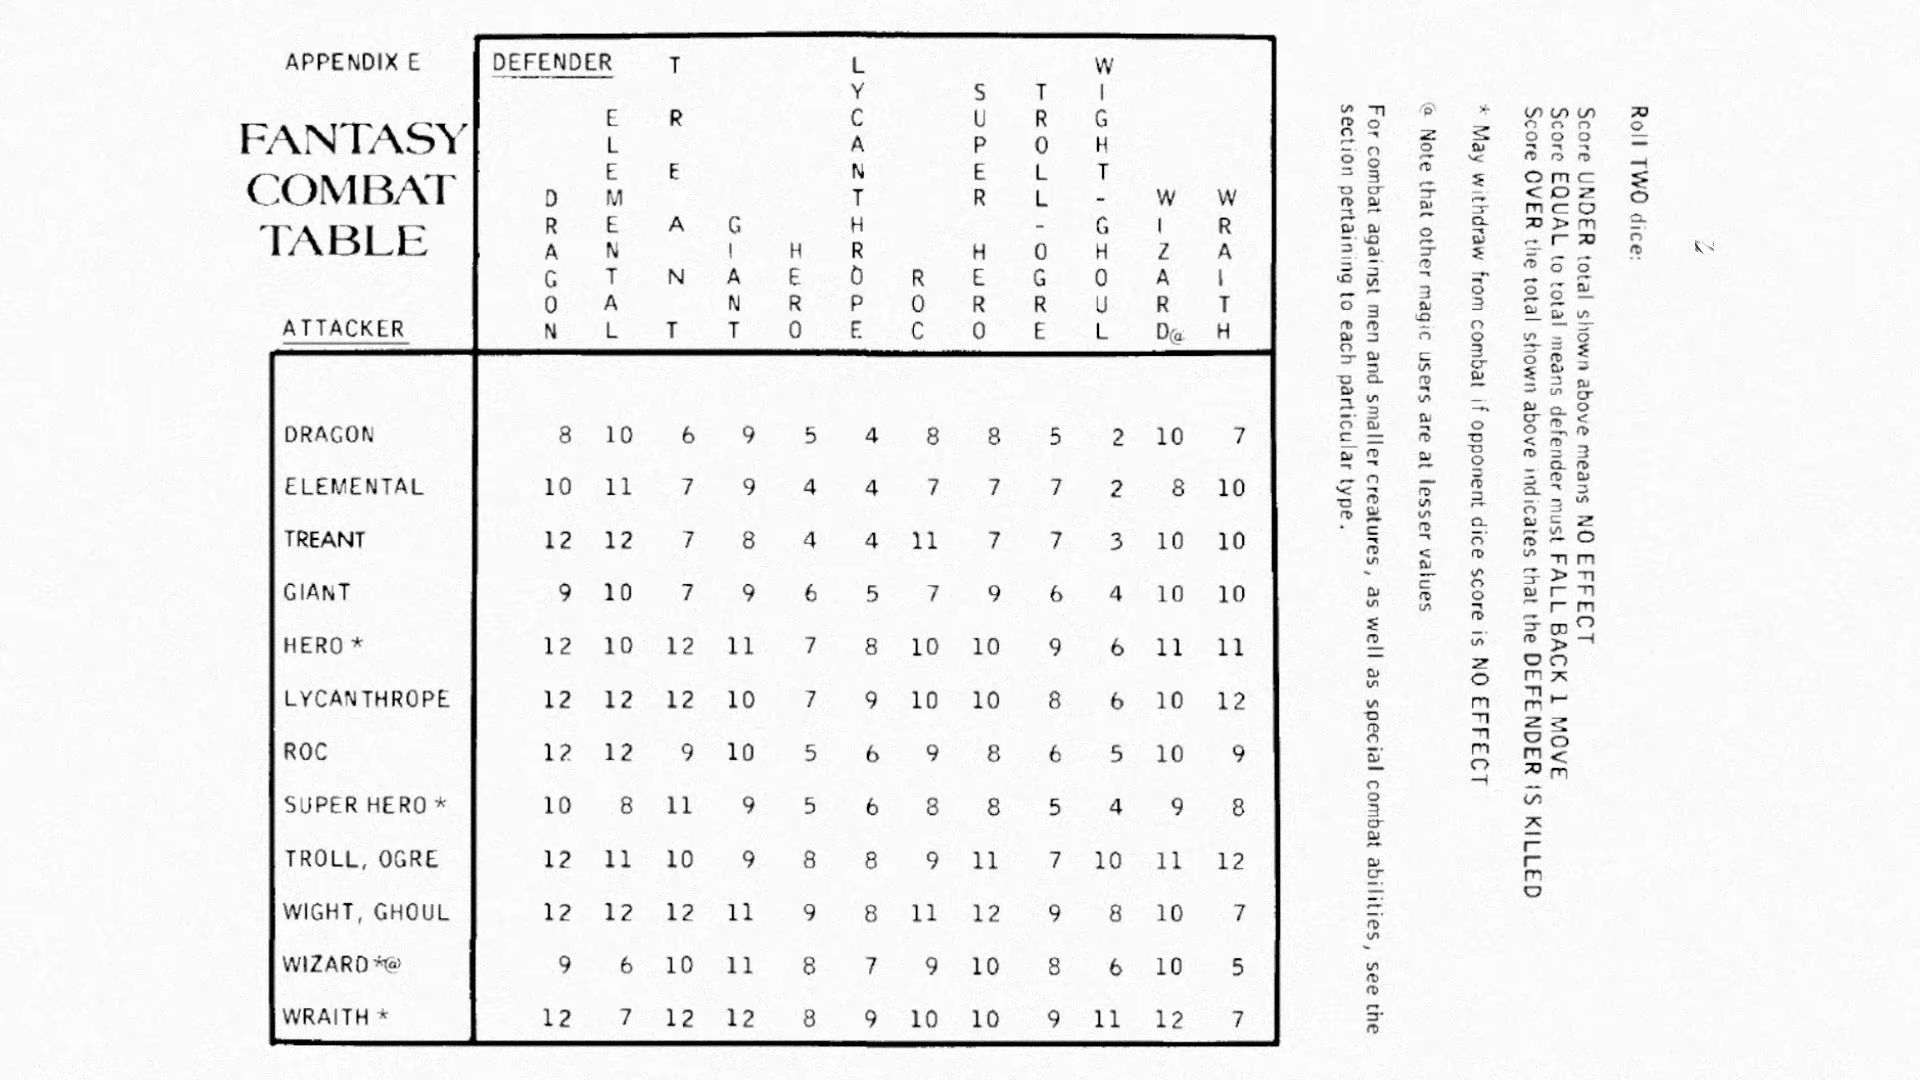 APPENDIX E
FANTASY
COMBAT
TABLE
ATTACKER
DEFENDER
DRAGON
ELEMENTAL
TREANT
GIANT
HERO
LYCANTHROPE
ROC
SUPER HERO
TROLL-OGRE
WIGHT-GHOUL
WIZARD@
WRAITH
DRAGON 8 10 6 9 5 4 8 8 5 2 10 7
ELEMENTAL 10 11 7 9 4 4 7 7 7 2 8 10
TREANT 12 12 7 8 4 4 11 7 7 3 10 10
GIANT 9 10 7 9 6 5 7 9 6 4 10 10
HERO * 12 10 12 11 7 8 10 10 9 6 11 11
LYCANTHROPE 12 12 12 10 7 9 10 10 8 6 10 12
ROC 12 12 9 10 5 6 9 8 6 5 10 9
SUPER HERO * 10 8 11 9 5 6 8 8 5 4 9 8
TROLL, OGRE 12 11 10 9 8 8 9 11 7 10 11 12
WIGHT, GHOUL 12 12 12 11 9 8 11 12 9 8 10 7
WIZARD *@ 9 6 10 11 8 7 9 10 8 6 10 5
WRAITH * 12 7 12 12 8 9 10 10 9 11 12 7
Roll TWO dice:
Score UNDER total shown above means NO EFFECT
Score EQUAL to total means defender must FALL BACK 1 MOVE
Score OVER the total shown above indicates that the DEFENDER IS KILLED
* May withdraw from combat if opponent dice score is NO EFFECT
@ Note that other magic users are at lesser values
For combat against men and smaller creatures, as well as special combat abilities, see the
section pertaining to each particular type.